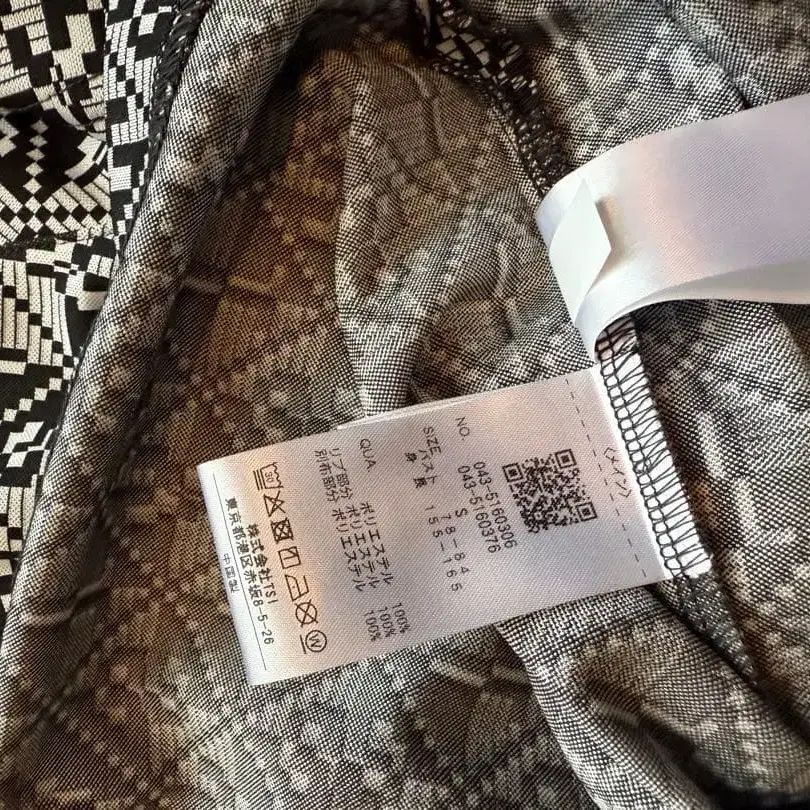 〈メイン〉
NO.
043-5160306
043-5160376
SIZE S
バスト 78-84
身長 155-165
QUA.
ポリエステル 100%
リブ部分 ポリエステル 100%
別布部分 ポリエステル 100%
30
W
株式会社TSI
東京都港区赤坂8-5-26
中国製